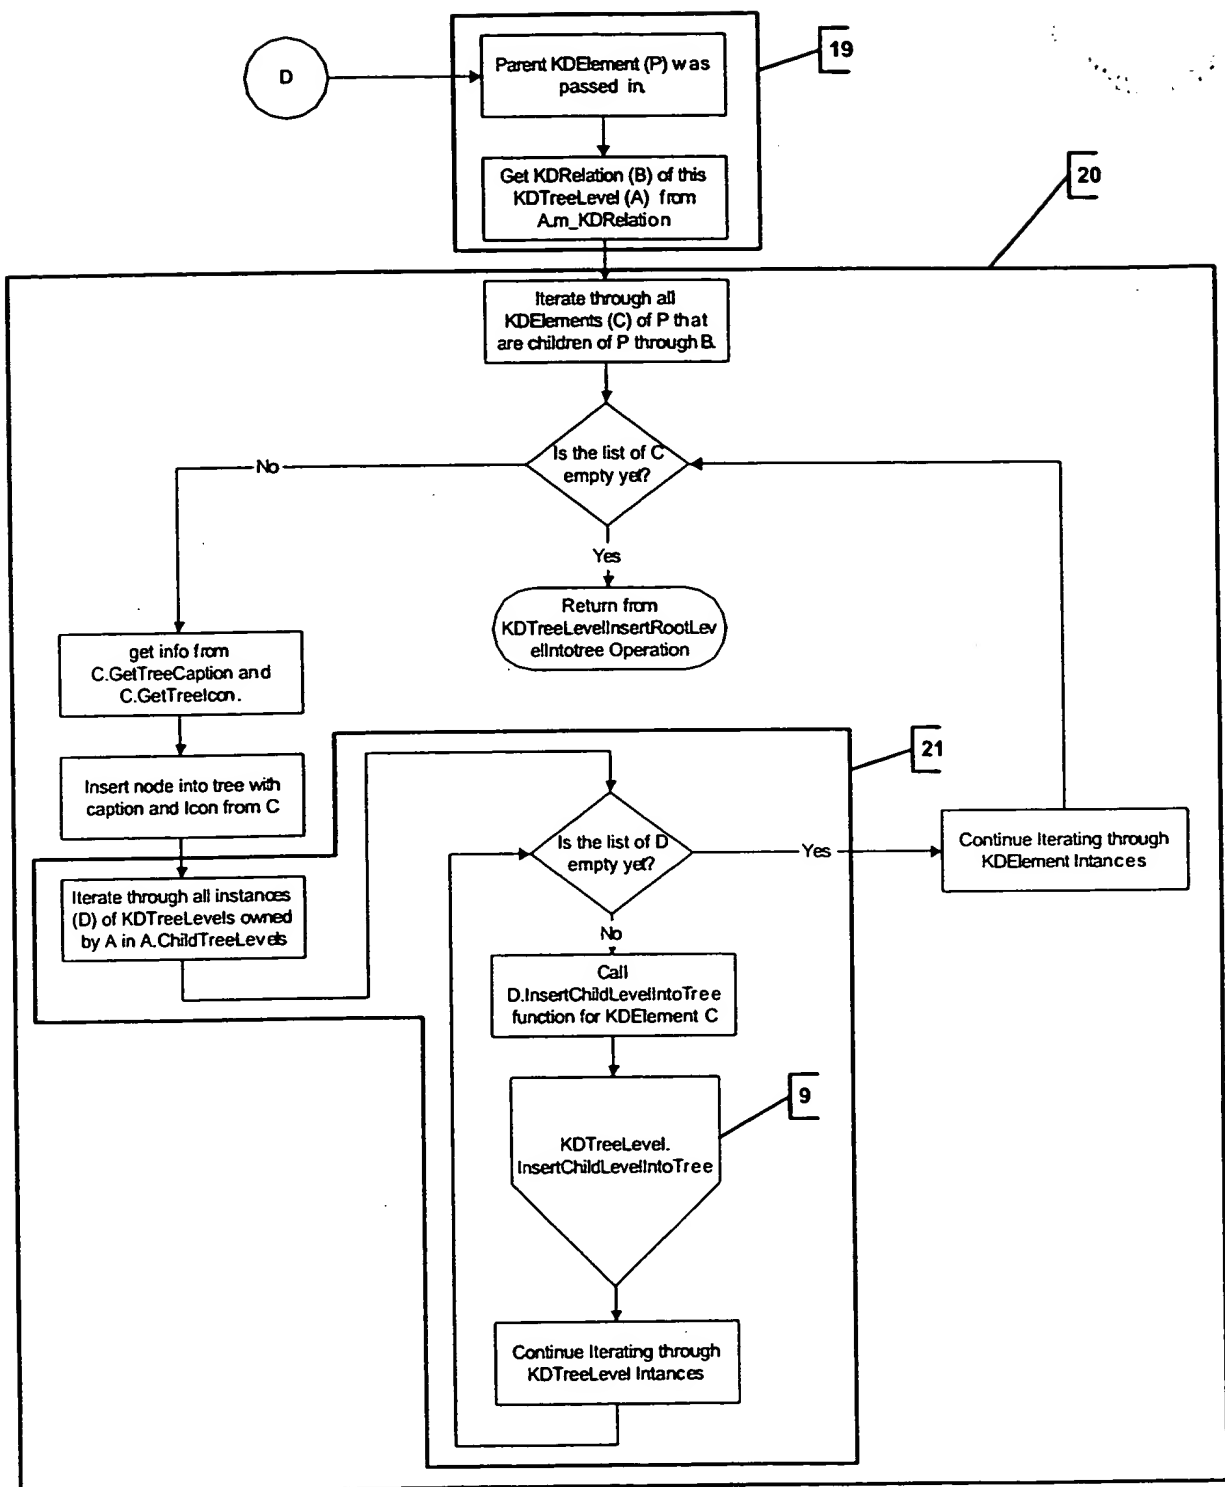 19
D
Parent KDElement (P) was
passed in.
Get KDRelation (B) of this
KDTreeLevel (A) from
A.m_KDRelation
20
Iterate through all
KDElements (C) of P that
are children of P through B.
Is the list of C
empty yet?
No
Yes
Return from
KDTreeLevelInsertRootLev
elIntotree Operation
get info from
C.GetTreeCaption and
C.GetTreeIcon.
21
Insert node into tree with
caption and Icon from C
Is the list of D
empty yet?
Yes
Continue Iterating through
KDElement Intances
Iterate through all instances
(D) of KDTreeLevels owned
by A in A.ChildTreeLevels
No
Call
D.InsertChildLevelIntoTree
function for KDElement C
9
KDTreeLevel.
InsertChildLevelIntoTree
Continue Iterating through
KDTreeLevel Intances